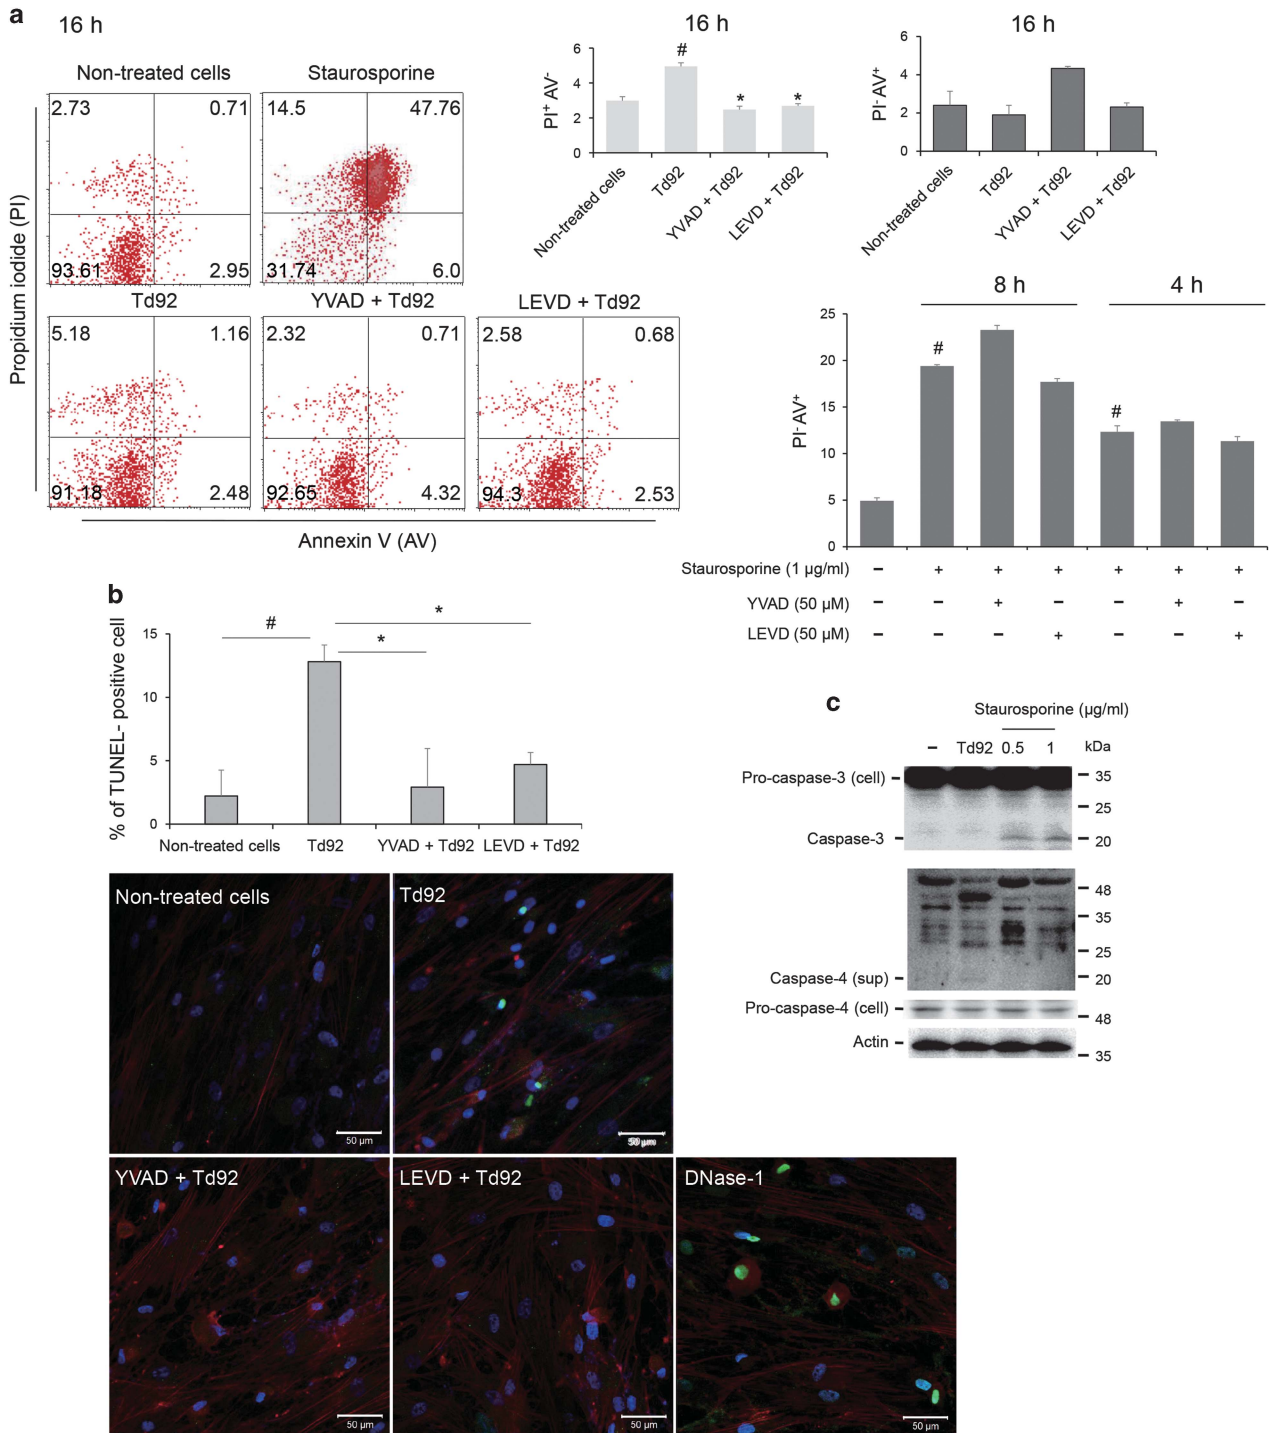 a
16 h
Non-treated cells
Staurosporine
2.73 0.71
93.61 2.95
14.5 47.76
31.74 6.0
Td92
YVAD + Td92
LEVD + Td92
5.18 1.16
91.18 2.48
2.32 0.71
92.65 4.32
2.58 0.68
94.3 2.53
Propidium iodide (PI)
Annexin V (AV)
16 h
PI+ AV-
6
4
2
0
#
*
*
Non-treated cells
Td92
YVAD + Td92
LEVD + Td92
16 h
PI- AV+
6
4
2
0
Non-treated cells
Td92
YVAD + Td92
LEVD + Td92
8 h
4 h
PI- AV+
25
20
15
10
5
0
#
#
Staurosporine (1 µg/ml) – + + + + + +
YVAD (50 µM) – – + – – + –
LEVD (50 µM) – – – + – – +
b
% of TUNEL- positive cell
15
10
5
0
#
*
*
Non-treated cells
Td92
YVAD + Td92
LEVD + Td92
Non-treated cells
50 µm
Td92
50 µm
YVAD + Td92
50 µm
LEVD + Td92
50 µm
DNase-1
50 µm
c
Staurosporine (µg/ml)
– Td92 0.5 1 kDa
Pro-caspase-3 (cell)
35
25
Caspase-3
20
48
35
25
Caspase-4 (sup)
20
Pro-caspase-4 (cell)
48
Actin
35